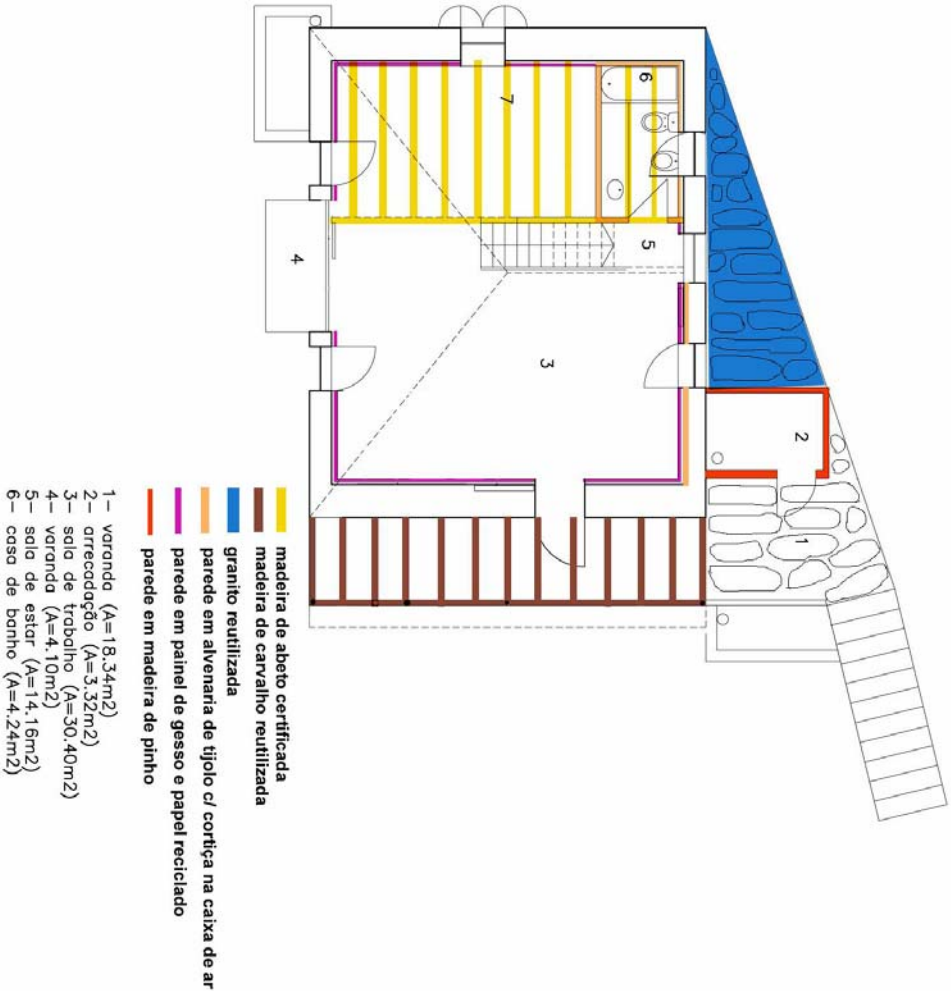 7
6
4
5
3
2
1
madeira de abeto certificada
madeira de carvalho reutilizada
granito reutilizada
parede em alvenaria de tijolo c/ cortiça na caixa de ar
parede em painel de gesso e papel reciclado
parede em madeira de pinho
1– varanda (A=18.34m2)
2– arrecadação (A=3.32m2)
3– sala de trabalho (A=30.40m2)
4– varanda (A=4.10m2)
5– sala de estar (A=14.16m2)
6– casa de banho (A=4.24m2)